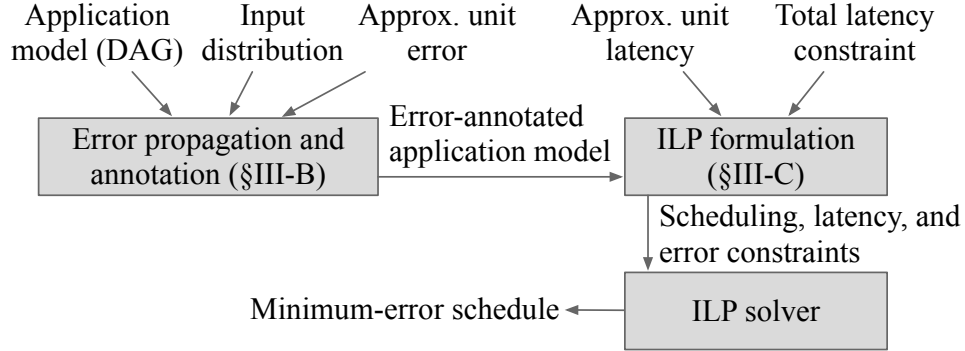 Application
model (DAG)
Input
distribution
Approx. unit
error
Approx. unit
latency
Total latency
constraint
Error propagation and
annotation (§III-B)
Error-annotated
application model
ILP formulation
(§III-C)
Scheduling, latency, and
error constraints
Minimum-error schedule
ILP solver